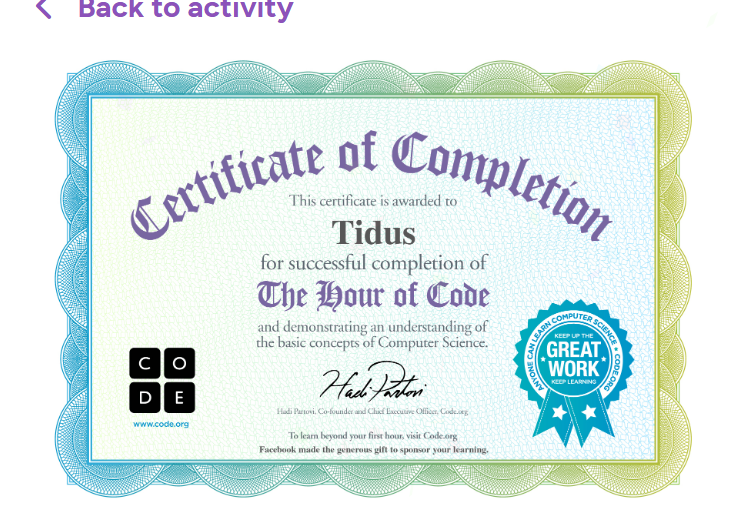 Back to activity
Certificate of Completion
This certificate is awarded to
Tidus
for successful completion of
The Hour of Code
and demonstrating an understanding of
the basic concepts of Computer Science.
C O
D E
www.code.org
Hadi Partovi
Hadi Partovi, Co-founder and Chief Executive Officer, Code.org
To learn beyond your first hour, visit Code.org
Facebook made the generous gift to sponsor your learning.
ANYONE CAN LEARN COMPUTER SCIENCE • CODE.ORG
KEEP UP THE
GREAT
WORK
KEEP LEARNING